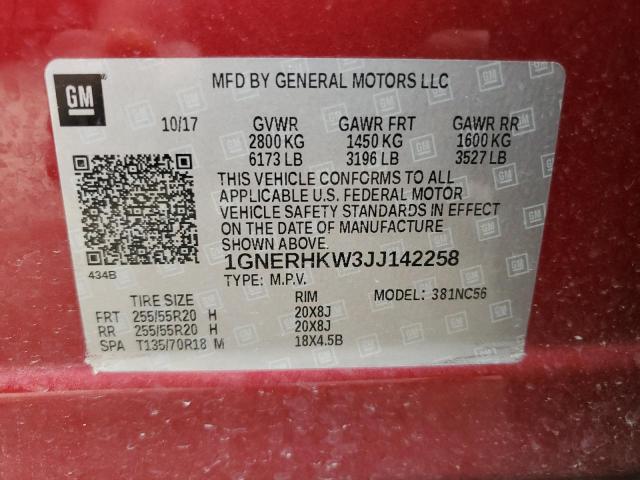 GM
MFD BY GENERAL MOTORS LLC
10/17 GVWR GAWR FRT GAWR RR
2800 KG 1450 KG 1600 KG
6173 LB 3196 LB 3527 LB
THIS VEHICLE CONFORMS TO ALL
APPLICABLE U.S. FEDERAL MOTOR
VEHICLE SAFETY STANDARDS IN EFFECT
ON THE DATE OF MANUFACTURE
SHOWN ABOVE.
434B
1GNERHKW3JJ142258
TYPE: M.P.V.
TIRE SIZE RIM MODEL: 381NC56
FRT 255/55R20 H 20X8J
RR 255/55R20 H 20X8J
SPA T135/70R18 M 18X4.5B